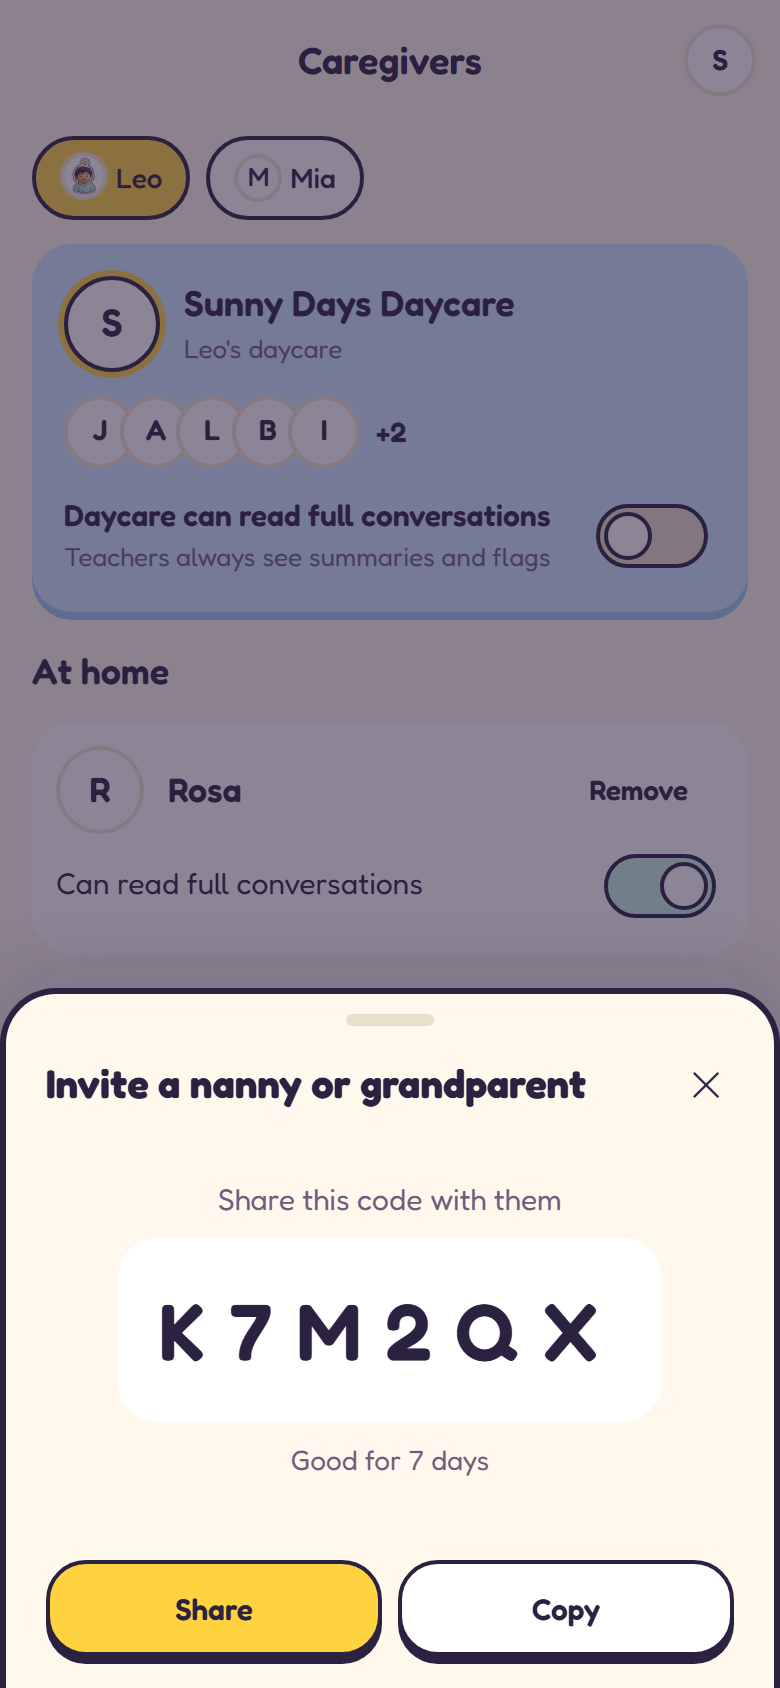 Caregivers
S
Leo
M Mia
S
Sunny Days Daycare
Leo's daycare
J A L B I +2
Daycare can read full conversations
Teachers always see summaries and flags
At home
R Rosa Remove
Can read full conversations
Invite a nanny or grandparent
Share this code with them
K7M2QX
Good for 7 days
Share Copy